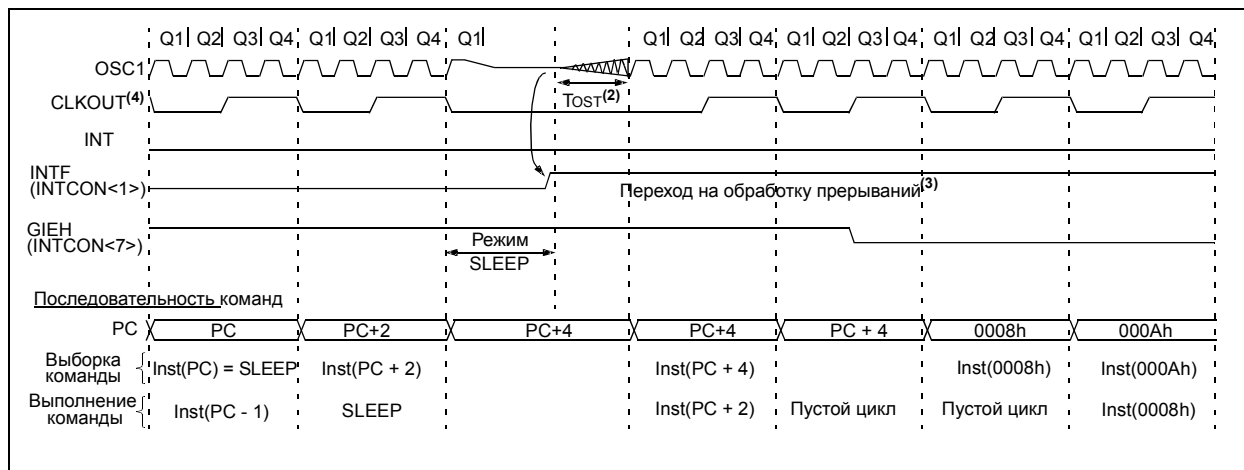 Q1 Q2 Q3 Q4 Q1 Q2 Q3 Q4 Q1 Q1 Q2 Q3 Q4 Q1 Q2 Q3 Q4 Q1 Q2 Q3 Q4 Q1 Q2 Q3 Q4
OSC1
CLKOUT(4)
TOST(2)
INT
INTF
(INTCON<1>)
Переход на обработку прерываний(3)
GIEH
(INTCON<7>)
Режим
SLEEP
Последовательность команд
PC PC PC+2 PC+4 PC+4 PC + 4 0008h 000Ah
Выборка
команды
Inst(PC) = SLEEP Inst(PC + 2) Inst(PC + 4) Inst(0008h) Inst(000Ah)
Выполнение
команды
Inst(PC - 1) SLEEP Inst(PC + 2) Пустой цикл Пустой цикл Inst(0008h)